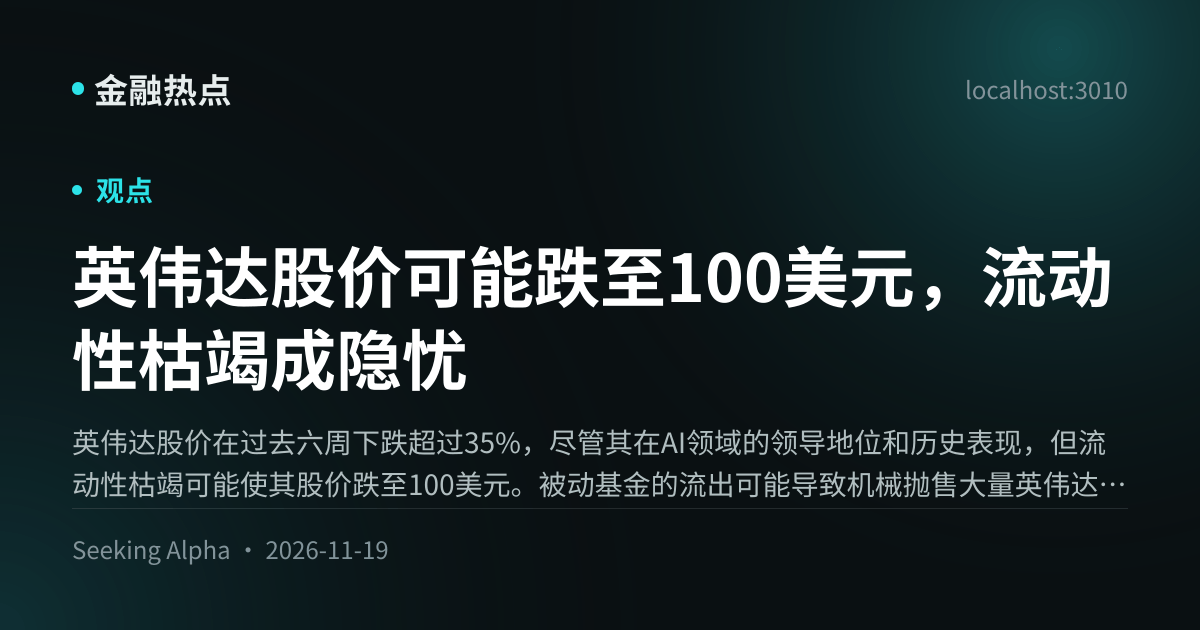 金融热点
localhost:3010
观点
英伟达股价可能跌至100美元，流动
性枯竭成隐忧
英伟达股价在过去六周下跌超过35%，尽管其在AI领域的领导地位和历史表现，但流
动性枯竭可能使其股价跌至100美元。被动基金的流出可能导致机械抛售大量英伟达…
Seeking Alpha · 2026-11-19